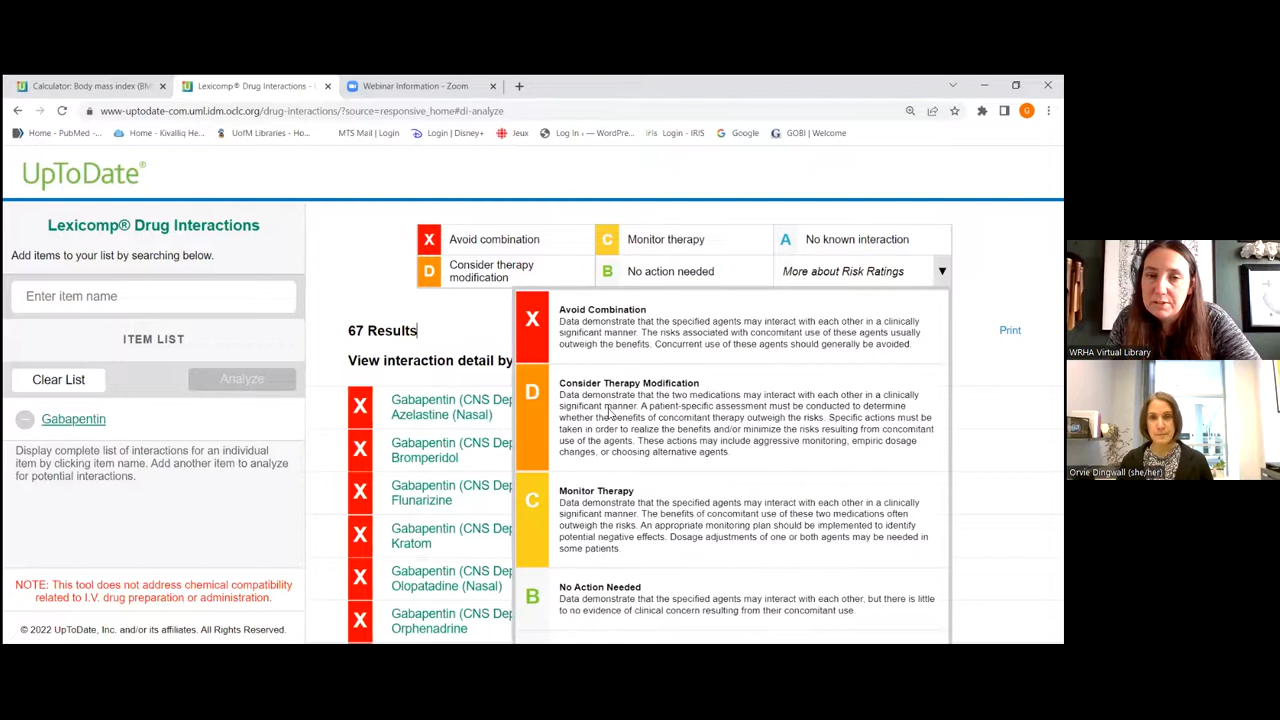 Calculator: Body mass index (BM
Lexicomp® Drug Interactions -
Webinar Information - Zoom
www-uptodate-com.uml.idm.oclc.org/drug-interactions/?source=responsive_home#di-analyze
G
Home - PubMed -...
Home - Kivalliq He...
UofM Libraries - Ho...
MTS Mail | Login
Login | Disney+
Jeux
Log In ‹ — WordPre...
iris Login - IRIS
Google
GOBI | Welcome
UpToDate®
Lexicomp® Drug Interactions
Add items to your list by searching below.
Enter item name
ITEM LIST
Clear List
Analyze
Gabapentin
Display complete list of interactions for an individual
item by clicking item name. Add another item to analyze
for potential interactions.
NOTE: This tool does not address chemical compatibility
related to I.V. drug preparation or administration.
© 2022 UpToDate, Inc. and/or its affiliates. All Rights Reserved.
X Avoid combination
C Monitor therapy
A No known interaction
D Consider therapy
modification
B No action needed
More about Risk Ratings
67 Results
Print
View interaction detail by
X Gabapentin (CNS Dep
Azelastine (Nasal)
X Gabapentin (CNS Dep
Bromperidol
X Gabapentin (CNS Dep
Flunarizine
X Gabapentin (CNS Dep
Kratom
X Gabapentin (CNS Dep
Olopatadine (Nasal)
X Gabapentin (CNS Dep
Orphenadrine
X
Avoid Combination
Data demonstrate that the specified agents may interact with each other in a clinically
significant manner. The risks associated with concomitant use of these agents usually
outweigh the benefits. Concurrent use of these agents should generally be avoided.
D
Consider Therapy Modification
Data demonstrate that the two medications may interact with each other in a clinically
significant manner. A patient-specific assessment must be conducted to determine
whether the benefits of concomitant therapy outweigh the risks. Specific actions must be
taken in order to realize the benefits and/or minimize the risks resulting from concomitant
use of the agents. These actions may include aggressive monitoring, empiric dosage
changes, or choosing alternative agents.
C
Monitor Therapy
Data demonstrate that the specified agents may interact with each other in a clinically
significant manner. The benefits of concomitant use of these two medications often
outweigh the risks. An appropriate monitoring plan should be implemented to identify
potential negative effects. Dosage adjustments of one or both agents may be needed in
some patients.
B
No Action Needed
Data demonstrate that the specified agents may interact with each other, but there is little
to no evidence of clinical concern resulting from their concomitant use.
WRHA Virtual Library
Orvie Dingwall (she/her)